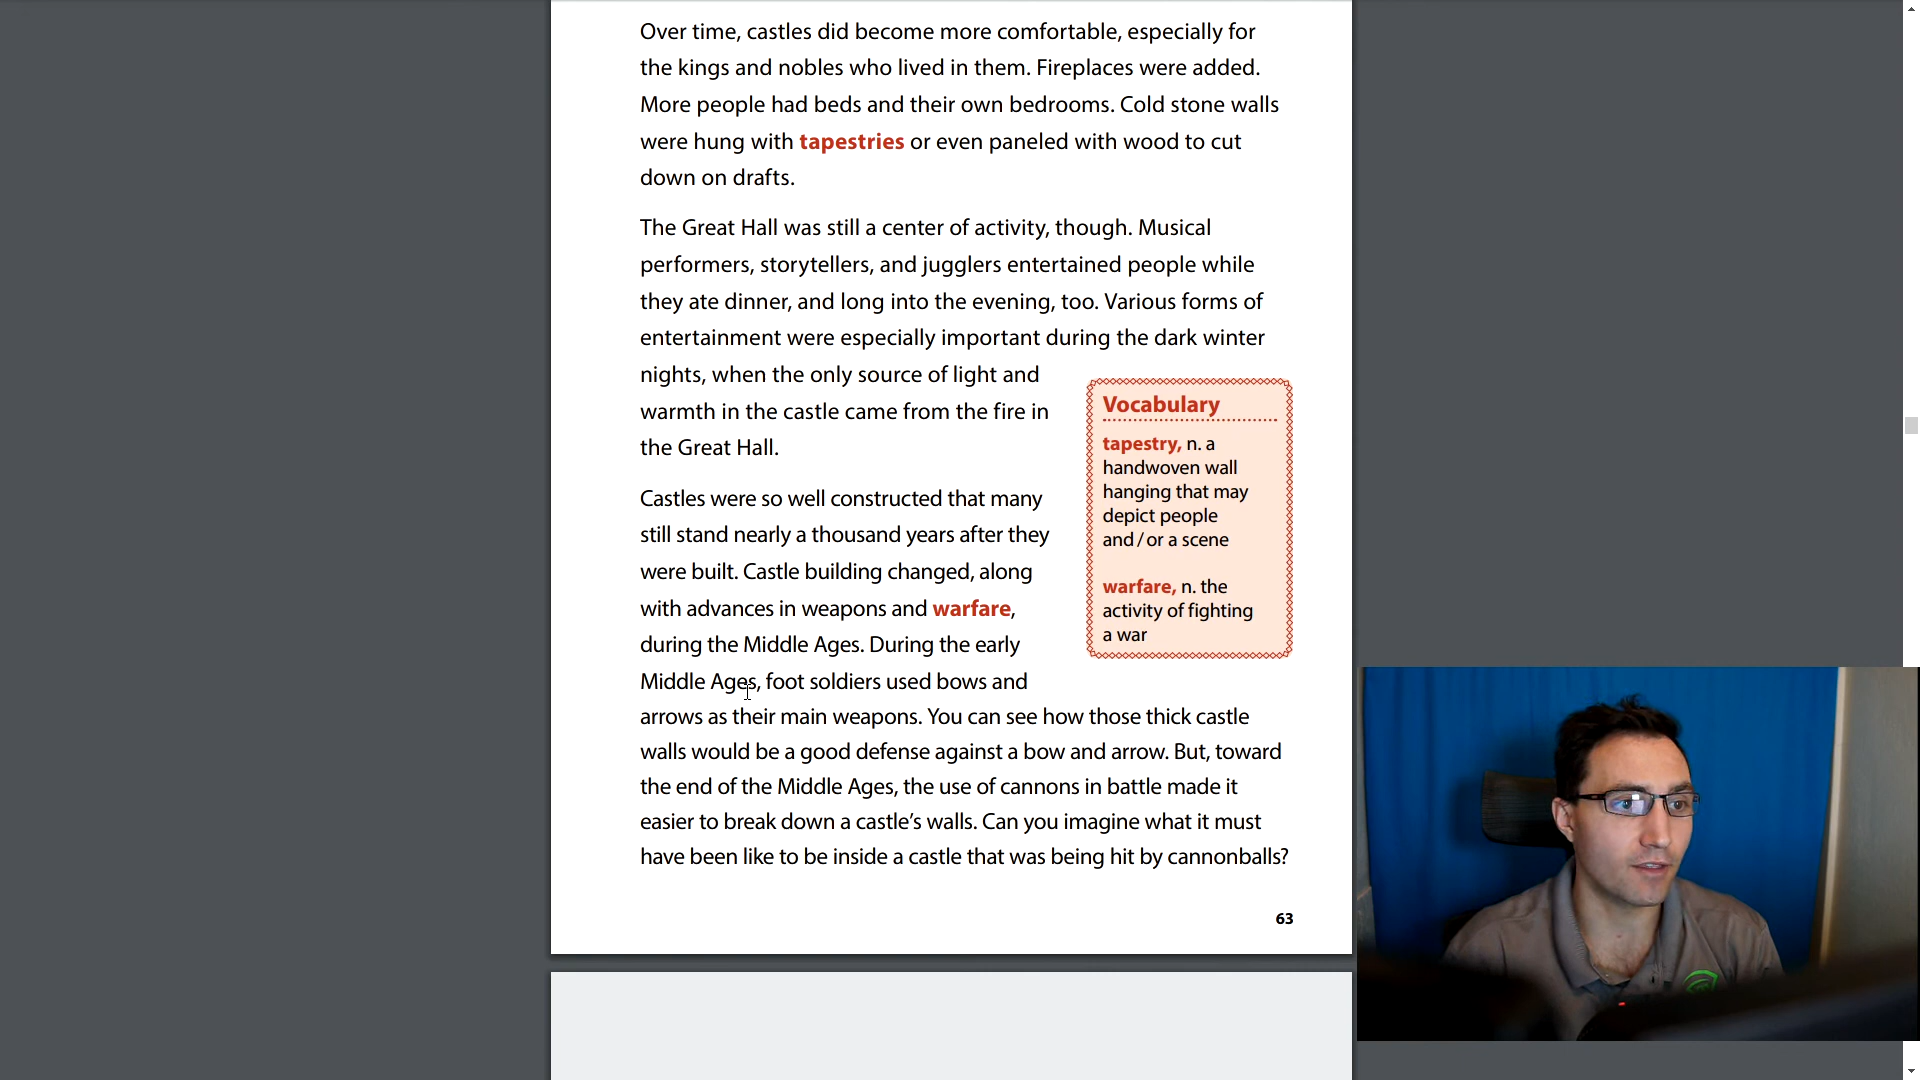 Over time, castles did become more comfortable, especially for
the kings and nobles who lived in them. Fireplaces were added.
More people had beds and their own bedrooms. Cold stone walls
were hung with tapestries or even paneled with wood to cut
down on drafts.
The Great Hall was still a center of activity, though. Musical
performers, storytellers, and jugglers entertained people while
they ate dinner, and long into the evening, too. Various forms of
entertainment were especially important during the dark winter
nights, when the only source of light and
warmth in the castle came from the fire in
the Great Hall.
Castles were so well constructed that many
still stand nearly a thousand years after they
were built. Castle building changed, along
with advances in weapons and warfare,
during the Middle Ages. During the early
Middle Ages, foot soldiers used bows and
arrows as their main weapons. You can see how those thick castle
walls would be a good defense against a bow and arrow. But, toward
the end of the Middle Ages, the use of cannons in battle made it
easier to break down a castle’s walls. Can you imagine what it must
have been like to be inside a castle that was being hit by cannonballs?
Vocabulary
tapestry, n. a
handwoven wall
hanging that may
depict people
and/or a scene
warfare, n. the
activity of fighting
a war
63